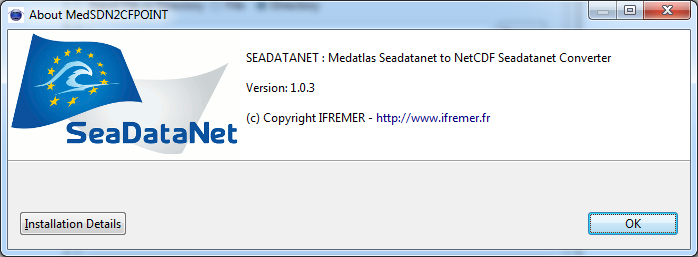 About MedSDN2CFPOINT
SEADATANET : Medatlas Seadatanet to NetCDF Seadatanet Converter
Version: 1.0.3
(c) Copyright IFREMER - http://www.ifremer.fr
SeaDataNet
Installation Details
OK